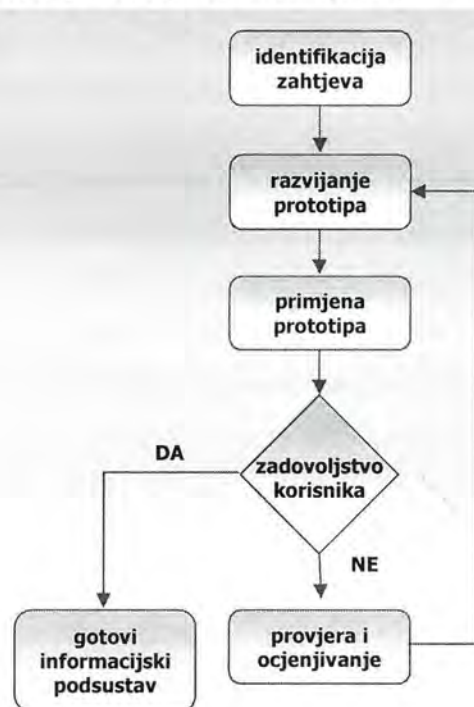 identifikacija
zahtjeva
razvijanje
prototipa
primjena
prototipa
zadovoljstvo
korisnika
DA
NE
gotovi
informacijski
podsustav
provjera i
ocjenjivanje